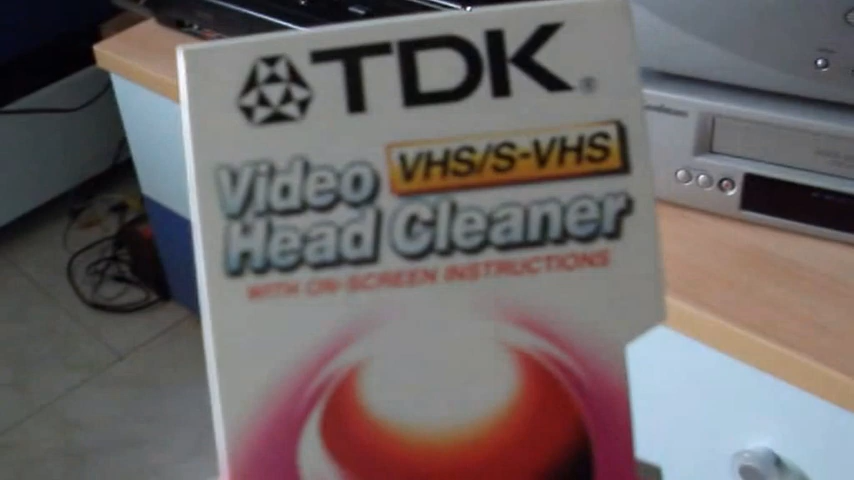 TDK®
VHS/S-VHS
Video
Head Cleaner
WITH ON-SCREEN INSTRUCTIONS